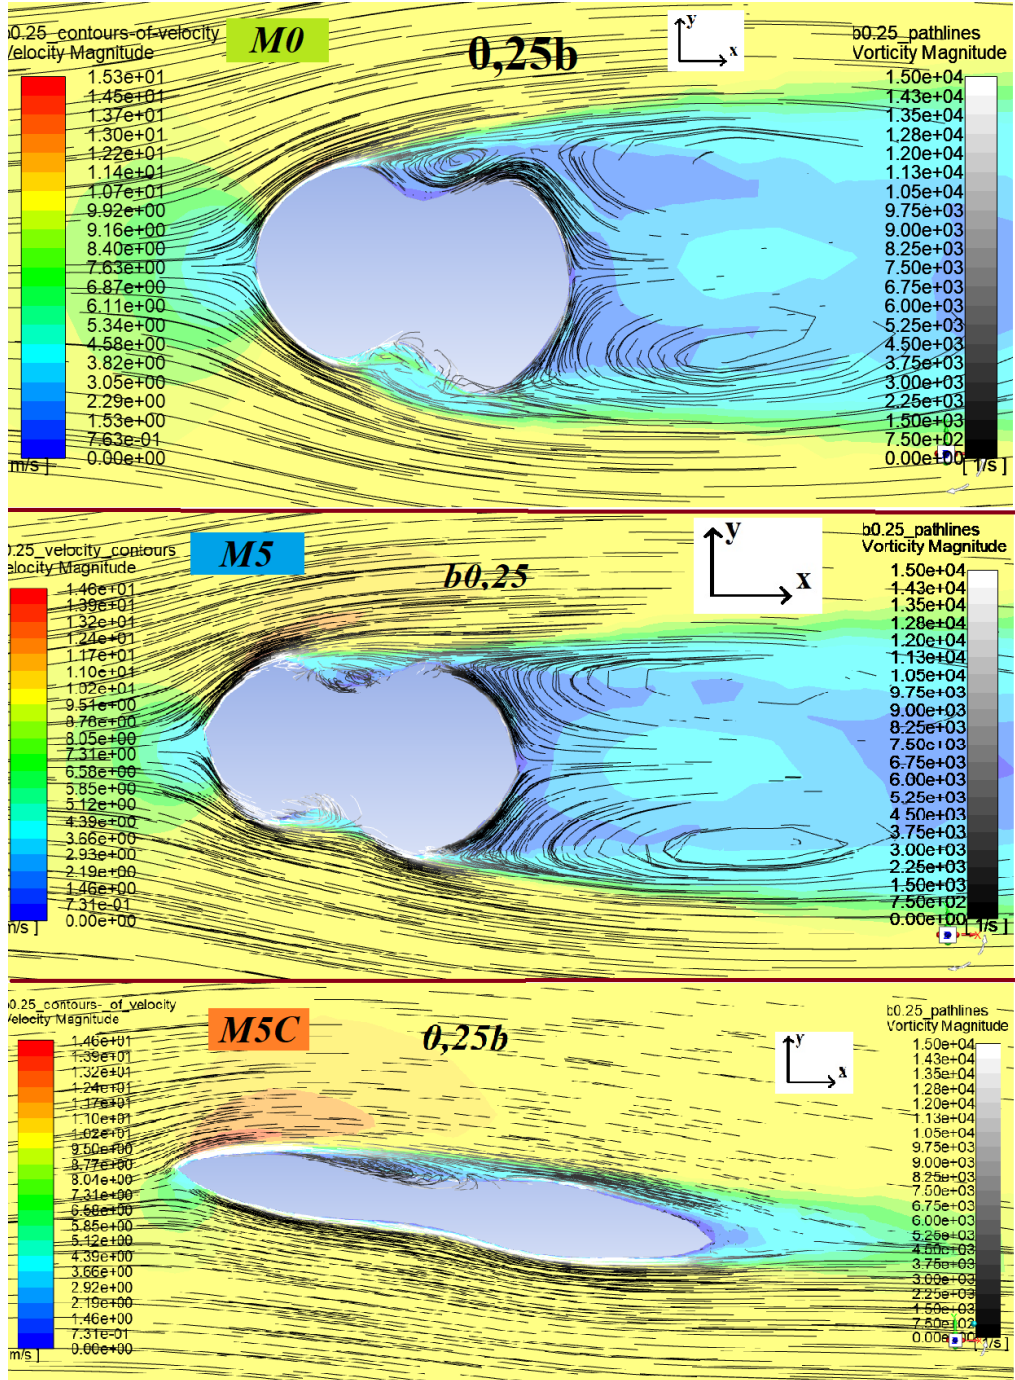 b0.25_contours-of-velocity
Velocity Magnitude
M0
0,25b
y
x
b0.25_pathlines
Vorticity Magnitude
1.53e+01
1.45e+01
1.37e+01
1.30e+01
1.22e+01
1.14e+01
1.07e+01
9.92e+00
9.16e+00
8.40e+00
7.63e+00
6.87e+00
6.11e+00
5.34e+00
4.58e+00
3.82e+00
3.05e+00
2.29e+00
1.53e+00
7.63e-01
0.00e+00
m/s ]
1.50e+04
1.43e+04
1.35e+04
1.28e+04
1.20e+04
1.13e+04
1.05e+04
9.75e+03
9.00e+03
8.25e+03
7.50e+03
6.75e+03
6.00e+03
5.25e+03
4.50e+03
3.75e+03
3.00e+03
2.25e+03
1.50e+03
7.50e+02
0.00e+00
[ 1/s ]
0.25_velocity_contours
elocity Magnitude
M5
b0,25
y
x
b0.25_pathlines
Vorticity Magnitude
1.46e+01
1.39e+01
1.32e+01
1.24e+01
1.17e+01
1.10e+01
1.02e+01
9.51e+00
8.78e+00
8.05e+00
7.31e+00
6.58e+00
5.85e+00
5.12e+00
4.39e+00
3.66e+00
2.93e+00
2.19e+00
1.46e+00
7.31e-01
0.00e+00
m/s ]
1.50e+04
1.43e+04
1.35e+04
1.28e+04
1.20e+04
1.13e+04
1.05e+04
9.75e+03
9.00e+03
8.25e+03
7.50e+03
6.75e+03
6.00e+03
5.25e+03
4.50e+03
3.75e+03
3.00e+03
2.25e+03
1.50e+03
7.50e+02
0.00e+00
[ 1/s ]
b0.25_contours-_of_velocity
Velocity Magnitude
M5C
0,25b
y
x
b0.25_pathlines
Vorticity Magnitude
1.46e+01
1.39e+01
1.32e+01
1.24e+01
1.17e+01
1.10e+01
1.02e+01
9.50e+00
8.77e+00
8.04e+00
7.31e+00
6.58e+00
5.85e+00
5.12e+00
4.39e+00
3.66e+00
2.92e+00
2.19e+00
1.46e+00
7.31e-01
0.00e+00
m/s ]
1.50e+04
1.43e+04
1.35e+04
1.28e+04
1.20e+04
1.13e+04
1.05e+04
9.75e+03
9.00e+03
8.25e+03
7.50e+03
6.75e+03
6.00e+03
5.25e+03
4.50e+03
3.75e+03
3.00e+03
2.25e+03
1.50e+03
7.50e+02
0.00e+00
[ 1/s ]